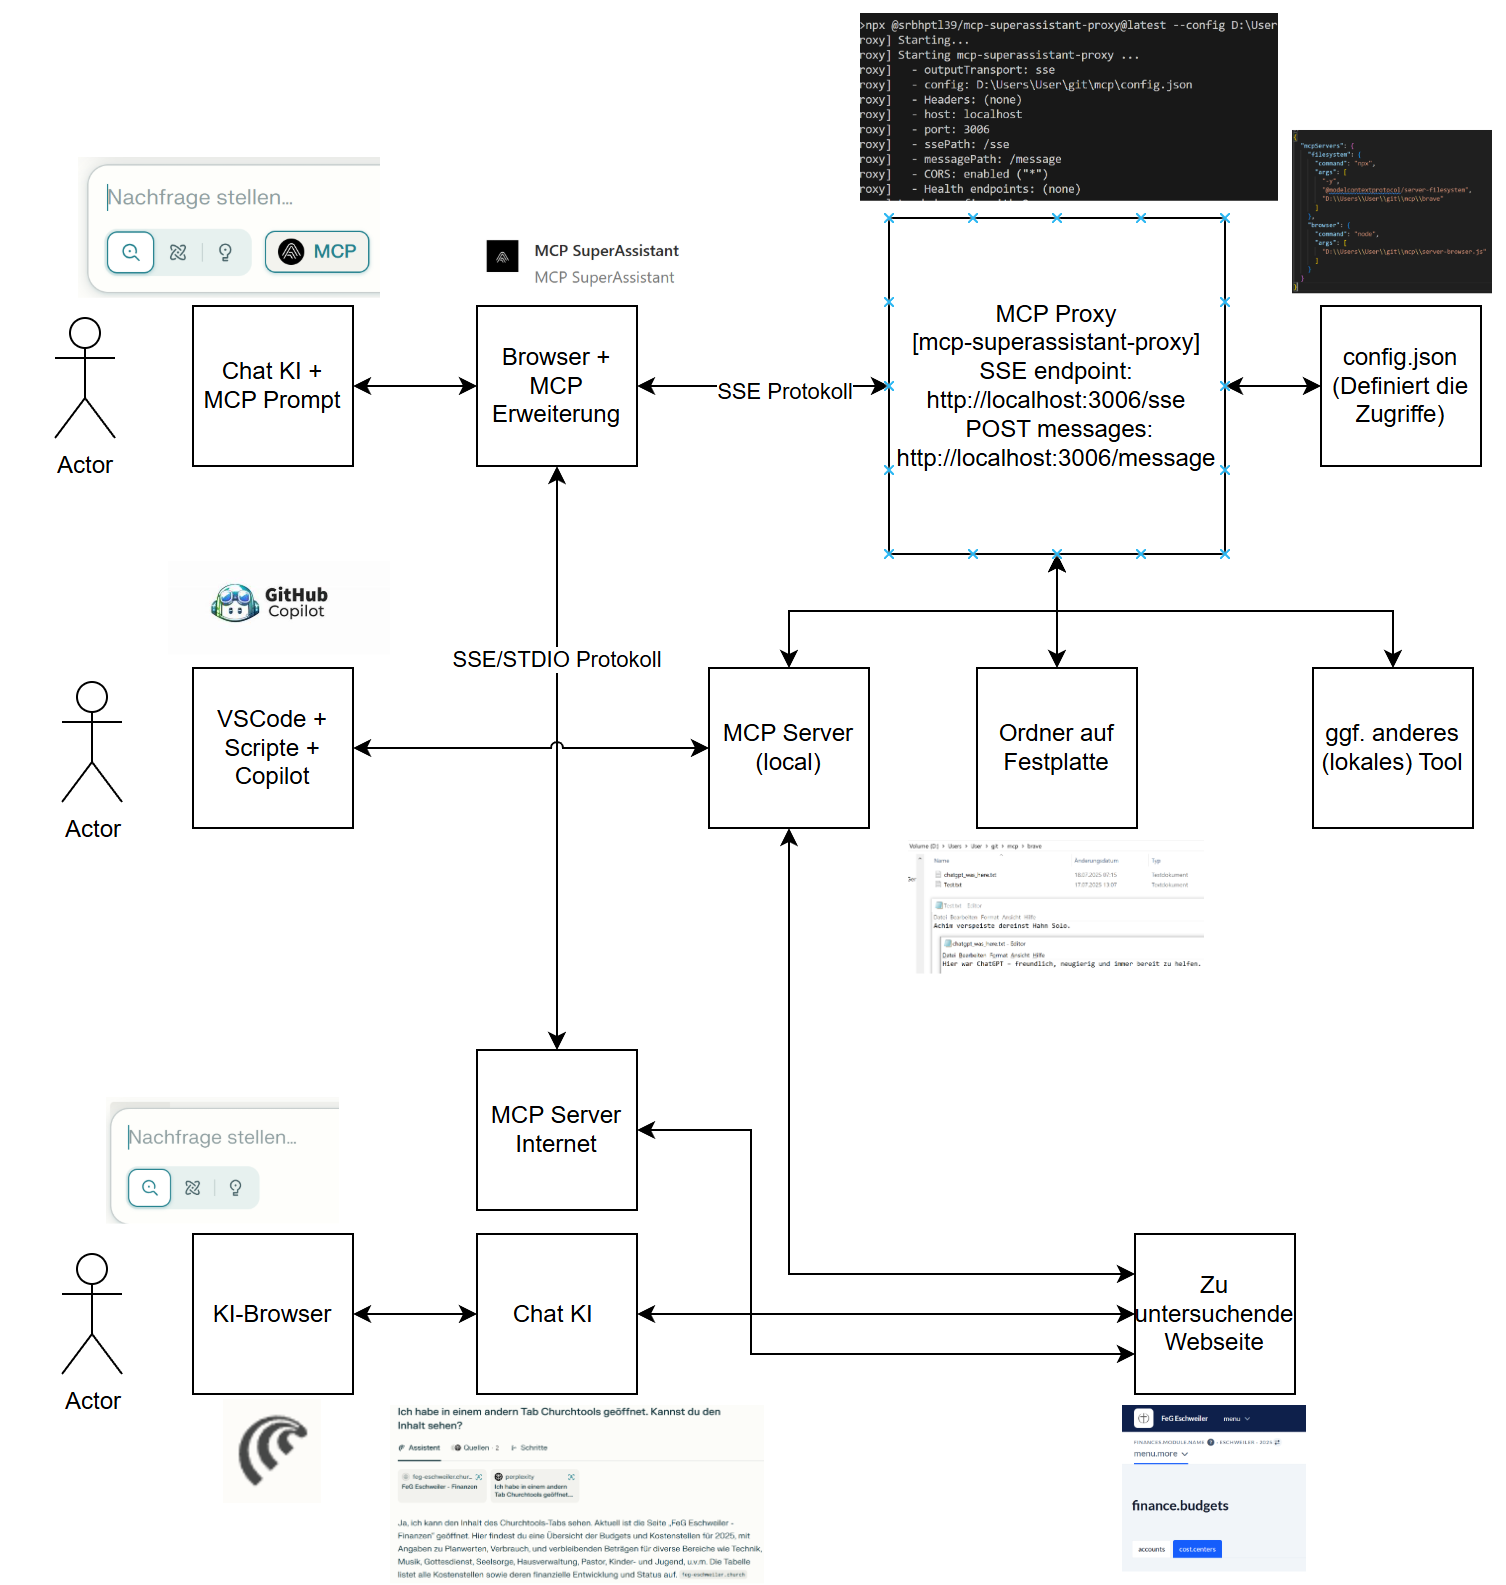 >npx @srbhptl39/mcp-superassistant-proxy@latest --config D:\User
roxy] Starting...
roxy] Starting mcp-superassistant-proxy ...
roxy]   - outputTransport: sse
roxy]   - config: D:\Users\User\git\mcp\config.json
roxy]   - Headers: (none)
roxy]   - host: localhost
roxy]   - port: 3006
roxy]   - ssePath: /sse
roxy]   - messagePath: /message
roxy]   - CORS: enabled ("*")
roxy]   - Health endpoints: (none)
{
"mcpServers": {
"filesystem": {
"command": "npx",
"args": [
"-y",
"@modelcontextprotocol/server-filesystem",
"D:\\Users\\User\\git\\mcp\\brave"
]
},
"browser": {
"command": "node",
"args": [
"D:\\Users\\User\\git\\mcp\\server-browser.js"
]
}
}
}
Nachfrage stellen...
MCP
MCP SuperAssistant
MCP SuperAssistant
Actor
Chat KI +
MCP Prompt
Browser +
MCP
Erweiterung
SSE Protokoll
MCP Proxy
[mcp-superassistant-proxy]
SSE endpoint:
http://localhost:3006/sse
POST messages:
http://localhost:3006/message
config.json
(Definiert die
Zugriffe)
GitHub
Copilot
SSE/STDIO Protokoll
Actor
VSCode +
Scripte +
Copilot
MCP Server
(local)
Ordner auf
Festplatte
ggf. anderes
(lokales) Tool
Volume (D:) > Users > User > git > mcp > brave
Name Änderungsdatum Typ
chatgpt_was_here.txt 18.07.2025 07:15 Textdokument
Test.txt 17.07.2025 13:07 Textdokument
Test.txt - Editor
Datei Bearbeiten Format Ansicht Hilfe
Achim verspeiste dereinst Hahn Solo.
chatgpt_was_here.txt - Editor
Datei Bearbeiten Format Ansicht Hilfe
Hier war ChatGPT – freundlich, neugierig und immer bereit zu helfen.
MCP Server
Internet
Nachfrage stellen...
Actor
KI-Browser
Chat KI
Zu
untersuchende
Webseite
Ich habe in einem andern Tab Churchtools geöffnet. Kannst du den
Inhalt sehen?
Assistent Quellen · 2 Schritte
feg-eschweiler.chur...
FeG Eschweiler - Finanzen
perplexity
Ich habe in einem andern
Tab Churchtools geöffnet...
Ja, ich kann den Inhalt des Churchtools-Tabs sehen. Aktuell ist die Seite „FeG Eschweiler -
Finanzen" geöffnet. Hier findest du eine Übersicht der Budgets und Kostenstellen für 2025, mit
Angaben zu Planwerten, Verbrauch, und verbleibenden Beträgen für diverse Bereiche wie Technik,
Musik, Gottesdienst, Seelsorge, Hausverwaltung, Pastor, Kinder- und Jugend, u.v.m. Die Tabelle
listet alle Kostenstellen sowie deren finanzielle Entwicklung und Status auf. feg-eschweiler.church
FeG Eschweiler menu
FINANCES.MODULE.NAME · ESCHWEILER - 2025
menu.more
finance.budgets
accounts cost.centers